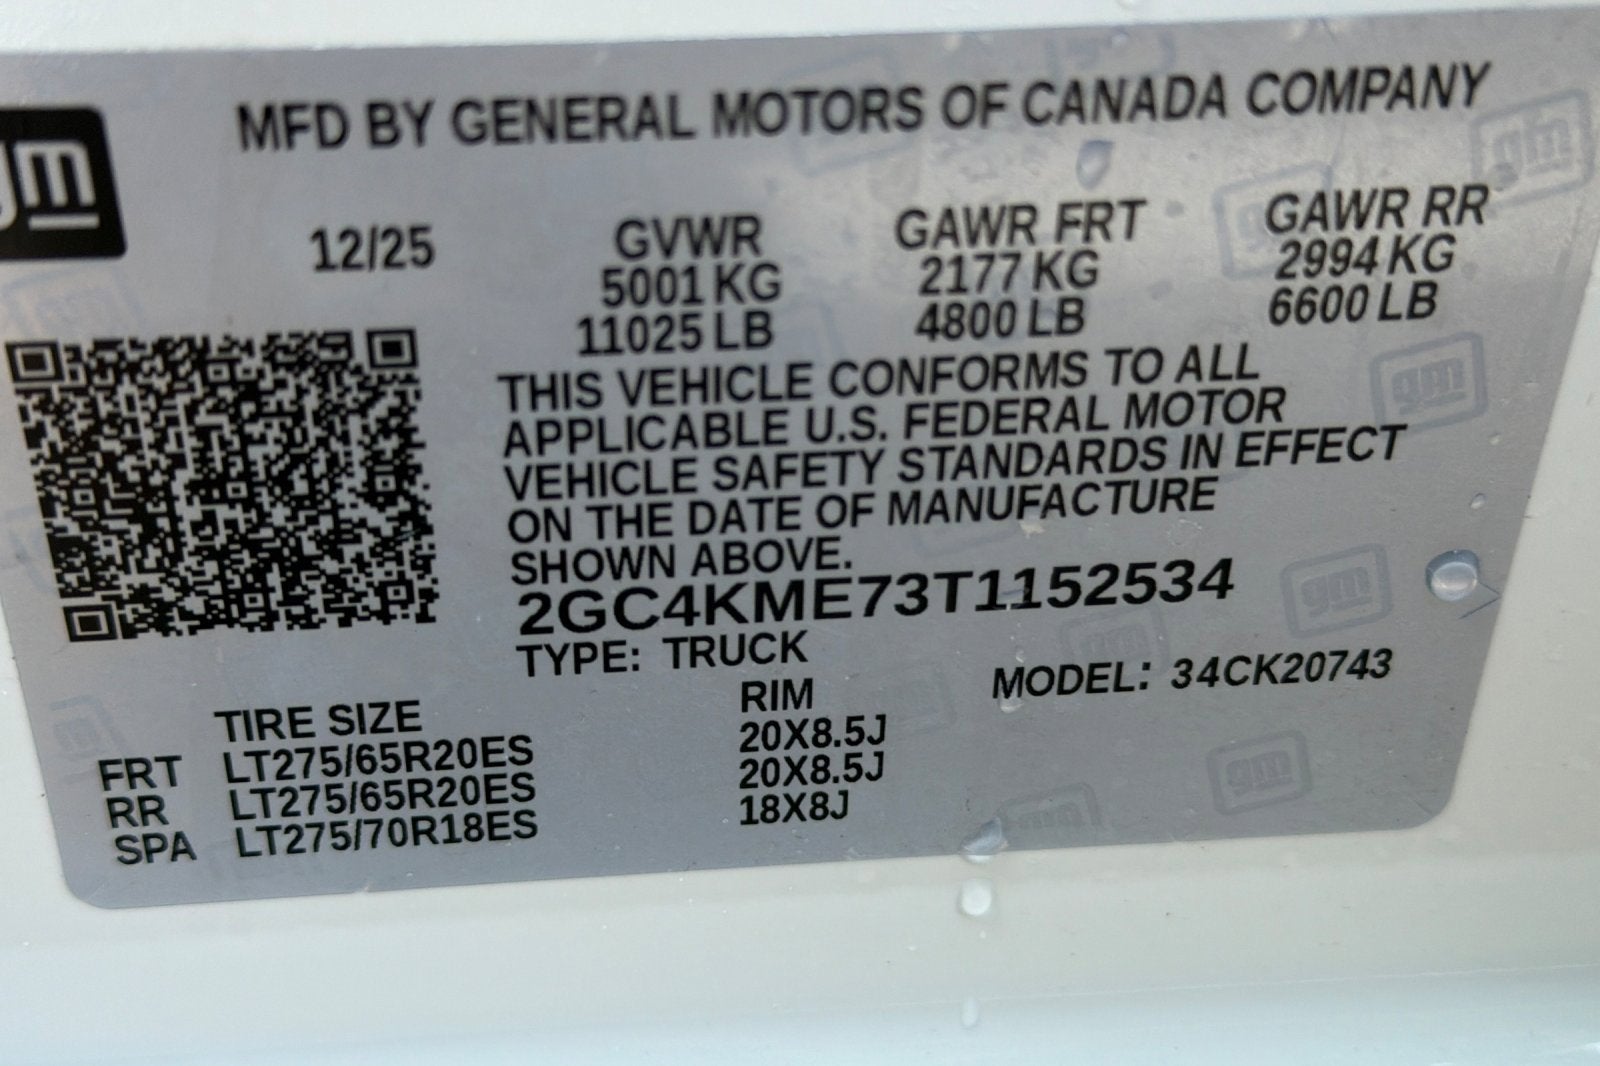 gm
MFD BY GENERAL MOTORS OF CANADA COMPANY
12/25 GVWR GAWR FRT GAWR RR
5001 KG 2177 KG 2994 KG
11025 LB 4800 LB 6600 LB
THIS VEHICLE CONFORMS TO ALL
APPLICABLE U.S. FEDERAL MOTOR
VEHICLE SAFETY STANDARDS IN EFFECT
ON THE DATE OF MANUFACTURE
SHOWN ABOVE.
2GC4KME73T1152534
TYPE: TRUCK
MODEL: 34CK20743
TIRE SIZE RIM
FRT LT275/65R20ES 20X8.5J
RR LT275/65R20ES 20X8.5J
SPA LT275/70R18ES 18X8J